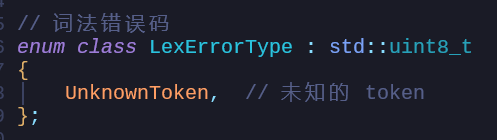 // 词法错误码
enum class LexErrorType : std::uint8_t
{
UnknownToken,  // 未知的 token
};